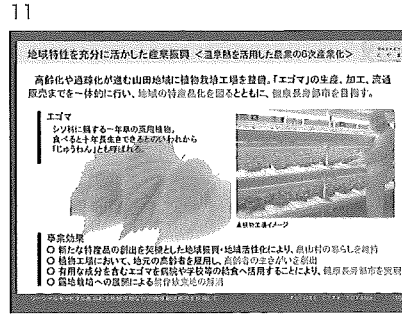 11
地域特性を充分に活かした産業振興 <温泉熱を活用した農業の6次産業化>
高齢化や過疎化が進む山田地域に植物栽培工場を整備。「エゴマ」の生産、加工、流通
販売までを一体的に行い、地域の特産品化を図るとともに、健康長寿都市を目指す。
エゴマ
シソ科に属する一年草の薬用植物。
食べると十年長生きできるとのいわれから
「じゅうねん」とも呼ばれる。
▲植物工場イメージ
事業効果
○ 新たな特産品の創出を契機とした地域振興・地域活性化により、農山村の暮らしを維持
○ 植物工場において、地元の高齢者を雇用し、高齢者の生きがいを創出
○ 有用な成分を含むエゴマを病院や学校等の給食へ活用することにより、健康長寿都市を実現
○ 露地栽培への展開による耕作放棄地の解消